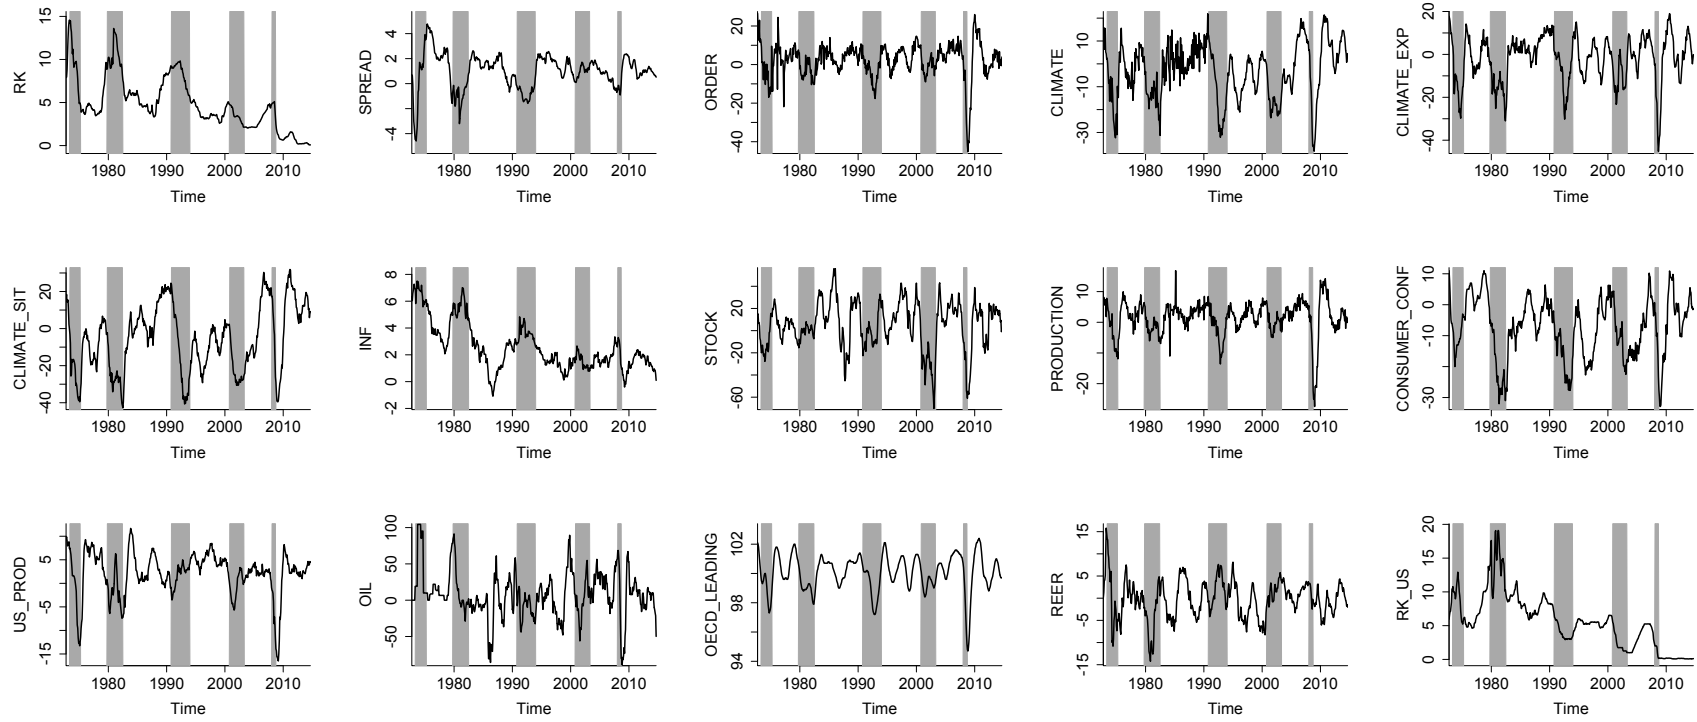 RK
15
10
5
0
1980 1990 2000 2010
Time
SPREAD
4
2
0
-4
1980 1990 2000 2010
Time
ORDER
20
0
-20
-40
1980 1990 2000 2010
Time
CLIMATE
10
-10
-30
1980 1990 2000 2010
Time
CLIMATE_EXP
20
0
-20
-40
1980 1990 2000 2010
Time
CLIMATE_SIT
20
0
-20
-40
1980 1990 2000 2010
Time
INF
8
6
4
2
0
-2
1980 1990 2000 2010
Time
STOCK
20
-20
-60
1980 1990 2000 2010
Time
PRODUCTION
10
0
-20
1980 1990 2000 2010
Time
CONSUMER_CONF
10
0
-10
-30
1980 1990 2000 2010
Time
US_PROD
5
-5
-15
1980 1990 2000 2010
Time
OIL
100
50
0
-50
1980 1990 2000 2010
Time
OECD_LEADING
102
98
94
1980 1990 2000 2010
Time
REER
15
5
-5
-15
1980 1990 2000 2010
Time
RK_US
20
15
10
5
0
1980 1990 2000 2010
Time